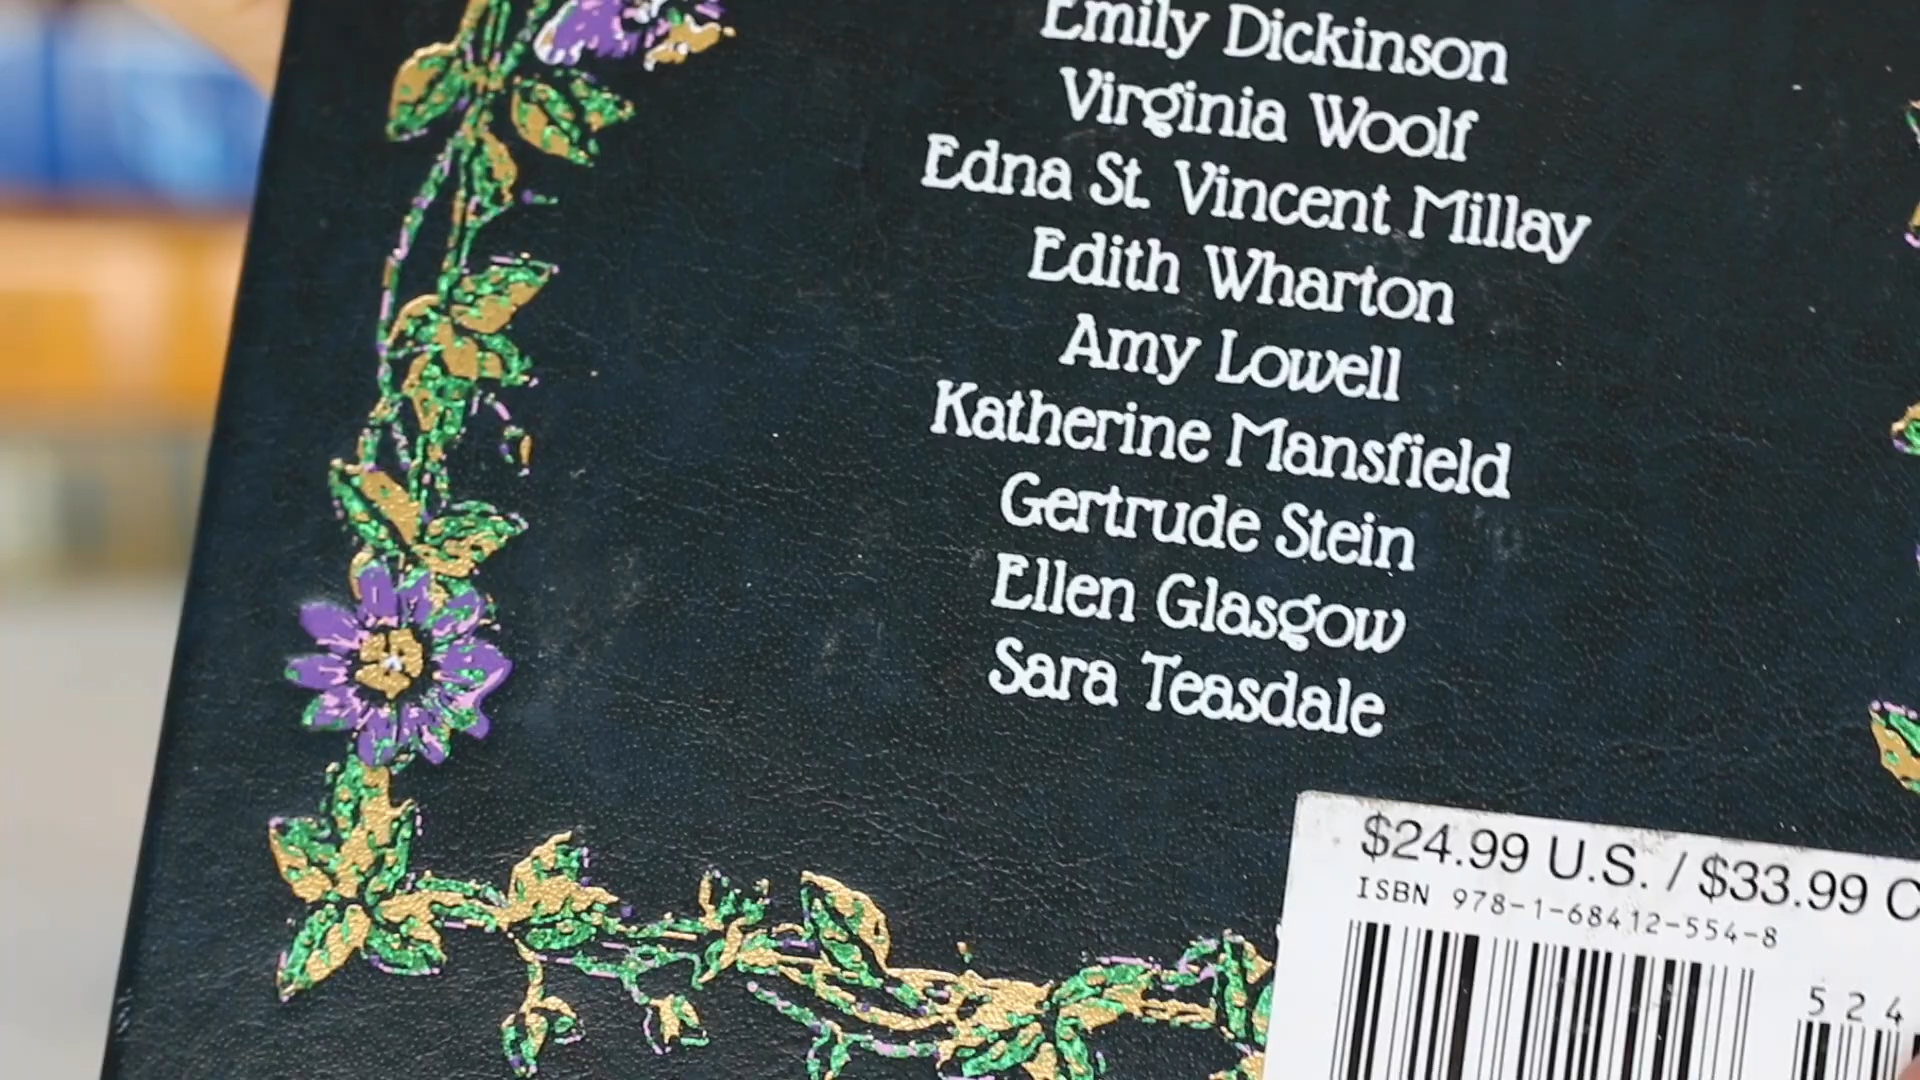 Emily Dickinson
Virginia Woolf
Edna St. Vincent Millay
Edith Wharton
Amy Lowell
Katherine Mansfield
Gertrude Stein
Ellen Glasgow
Sara Teasdale
$24.99 U.S. / $33.99 C
ISBN 978-1-68412-554-8
524